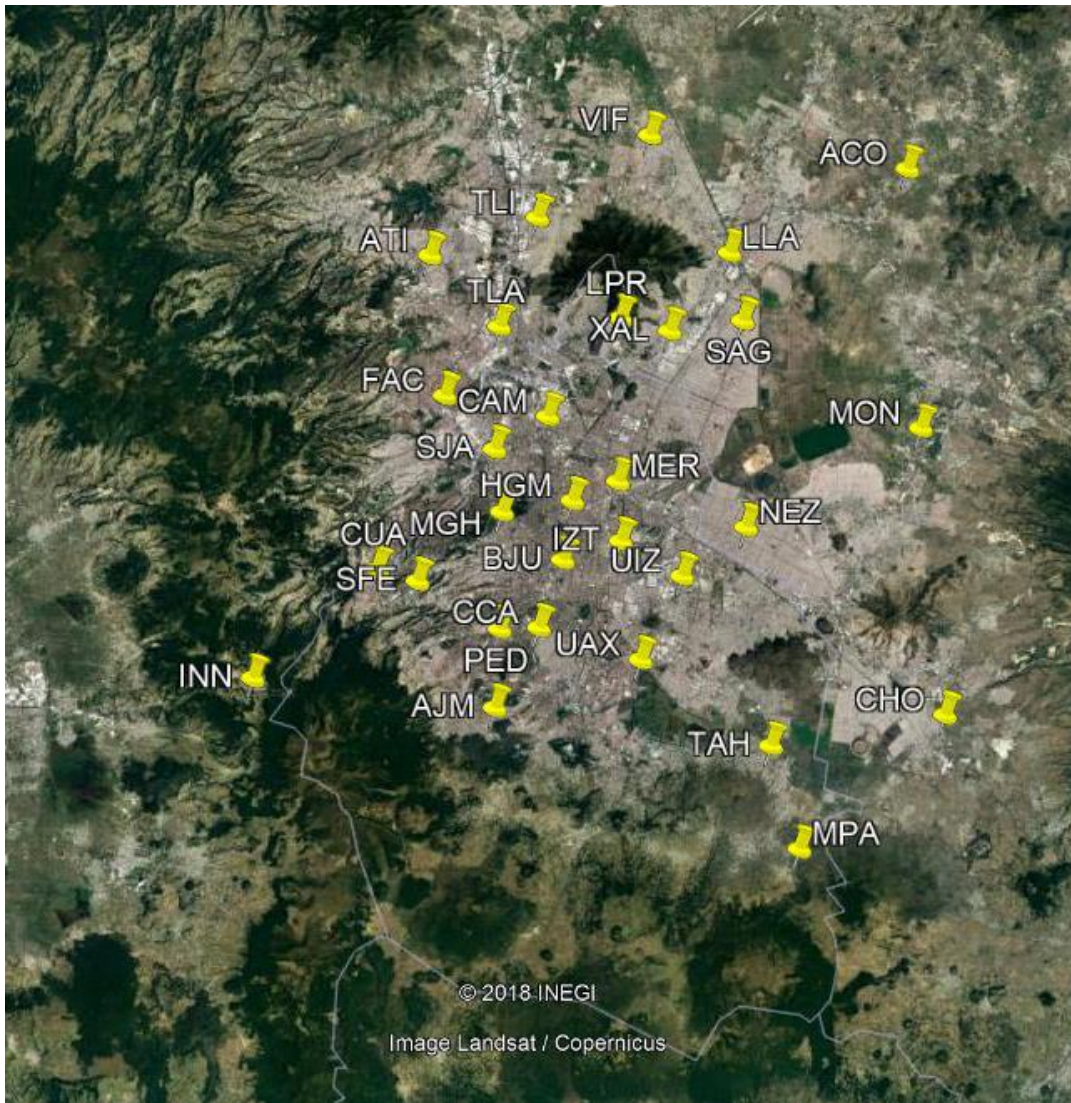 VIF
ACO
TLI
ATI
LLA
LPR
TLA
XAL
SAG
FAC
CAM
MON
SJA
MER
HGM
NEZ
MGH
CUA
IZT
BJU
UIZ
SFE
CCA
UAX
PED
INN
AJM
CHO
TAH
MPA
© 2018 INEGI
Image Landsat / Copernicus